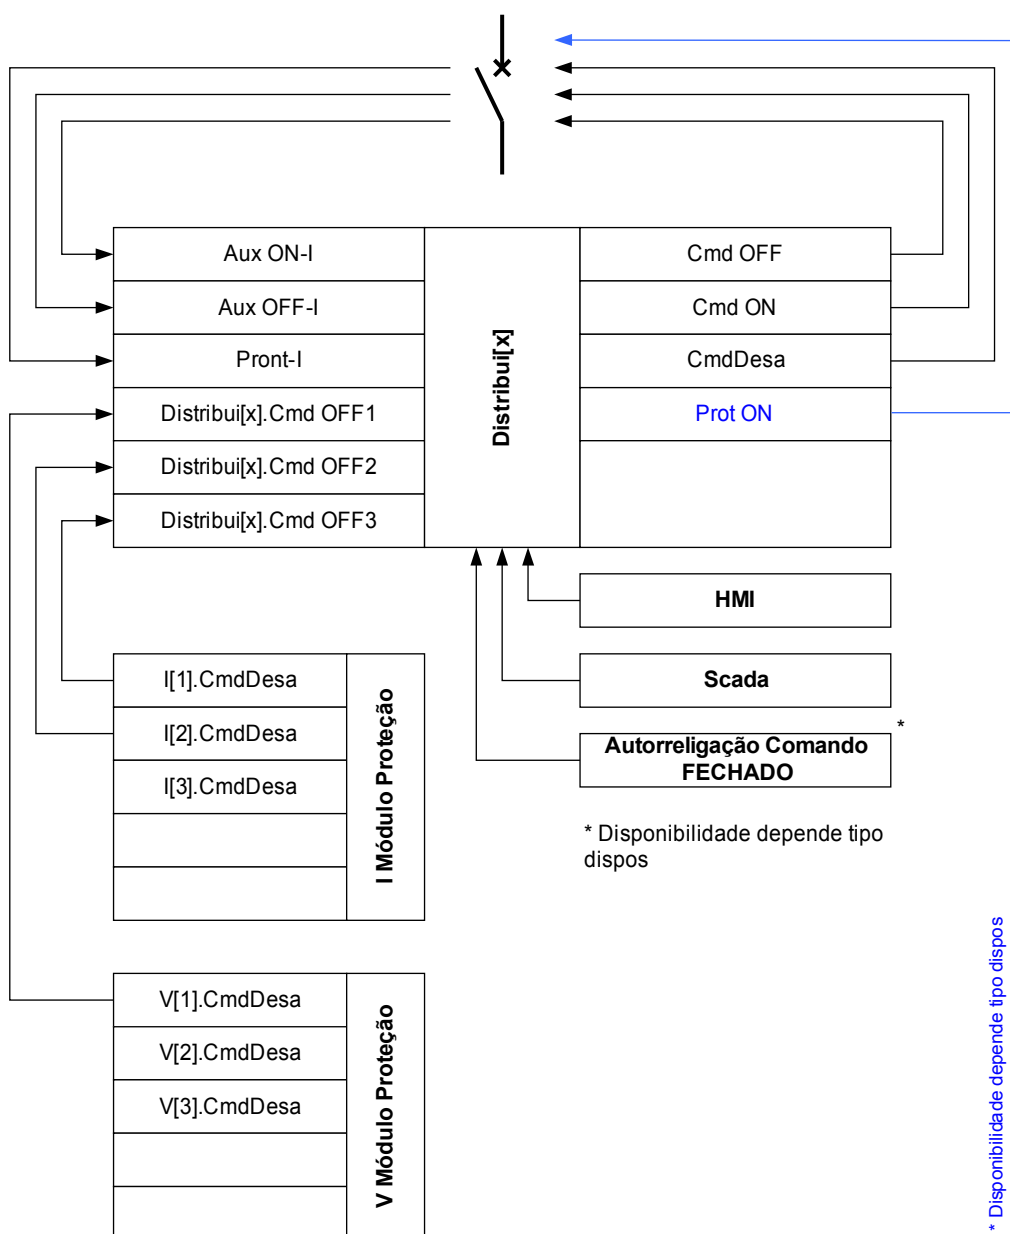 Aux ON-I
Aux OFF-I
Pront-I
Distribui[x].Cmd OFF1
Distribui[x].Cmd OFF2
Distribui[x].Cmd OFF3
Distribui[x]
Cmd OFF
Cmd ON
CmdDesa
Prot ON
HMI
Scada
*
Autorreligação Comando
FECHADO
* Disponibilidade depende tipo
dispos
I[1].CmdDesa
I[2].CmdDesa
I[3].CmdDesa
I Módulo Proteção
V[1].CmdDesa
V[2].CmdDesa
V[3].CmdDesa
V Módulo Proteção
* Disponibilidade depende tipo dispos